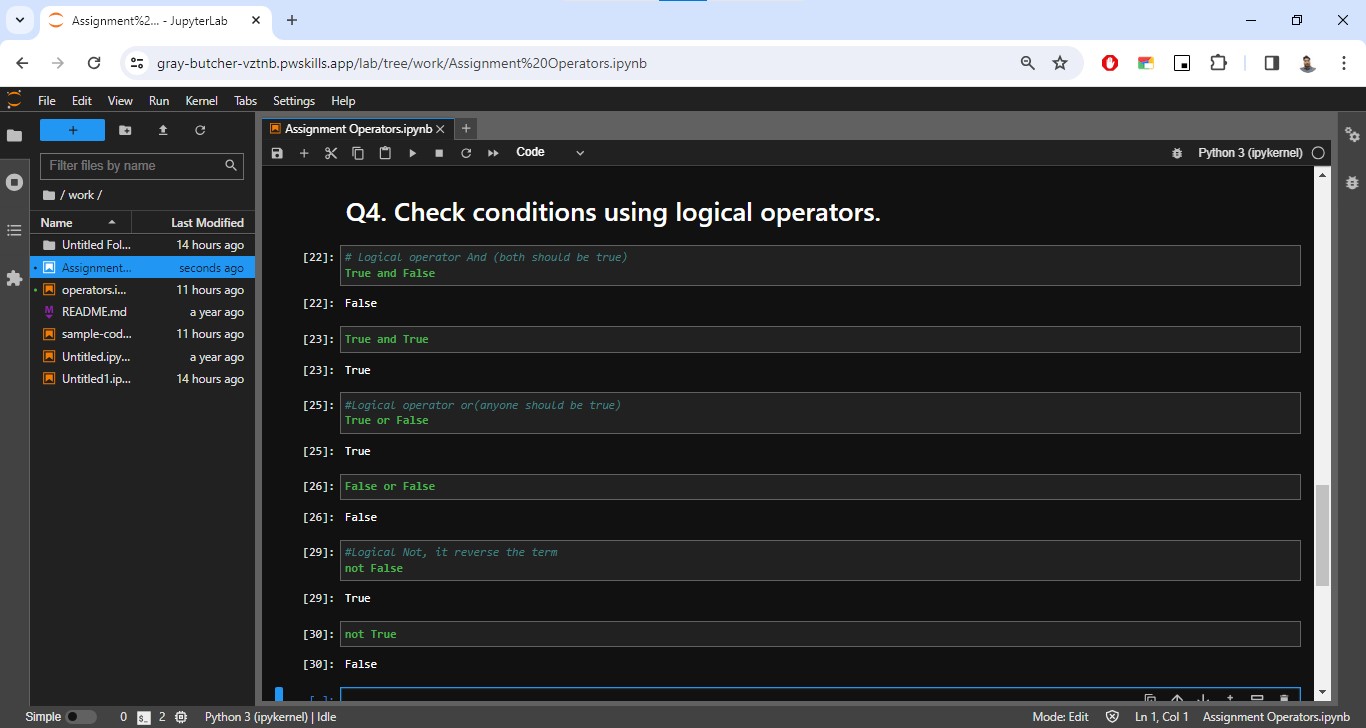 Assignment%2... - JupyterLab
gray-butcher-vztnb.pwskills.app/lab/tree/work/Assignment%20Operators.ipynb
File Edit View Run Kernel Tabs Settings Help
Filter files by name
/ work /
Name Last Modified
Untitled Fol... 14 hours ago
Assignment... seconds ago
operators.i... 11 hours ago
README.md a year ago
sample-cod... 11 hours ago
Untitled.ipy... a year ago
Untitled1.ip... 14 hours ago
Assignment Operators.ipynb
Code
Python 3 (ipykernel)
Q4. Check conditions using logical operators.
[22]: # Logical operator And (both should be true)
True and False
[22]: False
[23]: True and True
[23]: True
[25]: #Logical operator or(anyone should be true)
True or False
[25]: True
[26]: False or False
[26]: False
[29]: #Logical Not, it reverse the term
not False
[29]: True
[30]: not True
[30]: False
[ ]:
Simple 0 2 Python 3 (ipykernel) | Idle Mode: Edit Ln 1, Col 1 Assignment Operators.ipynb